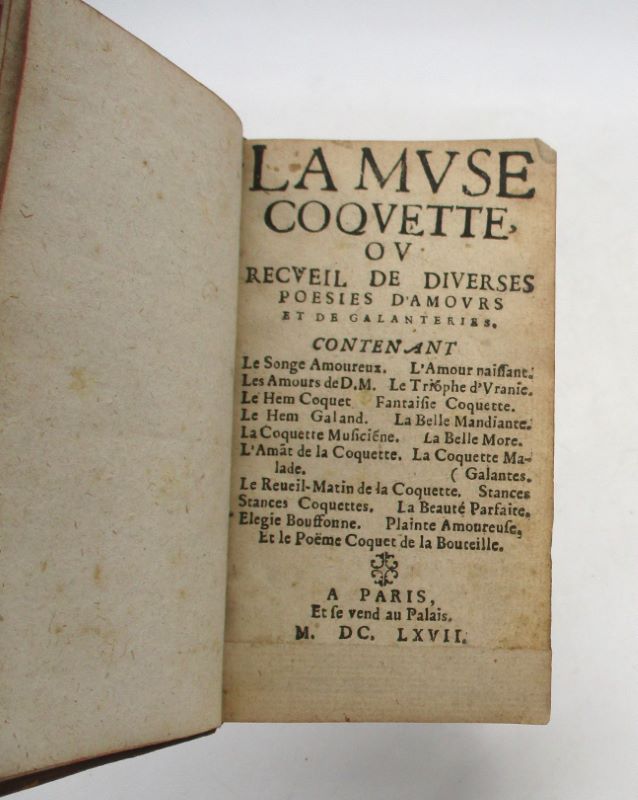 LA MVSE
COQVETTE,
OV
RECVEIL DE DIVERSES
POESIES D'AMOVRS
ET DE GALANTERIES.
CONTENANT
Le Songe Amoureux. L'Amour naiſſant.
Les Amours de D. M. Le Triõphe d'Vranie.
Le Hem Coquet Fantaiſie Coquette.
Le Hem Galand. La Belle Mandiante.
La Coquette Muſiciéne. La Belle More.
L'Amãt de la Coquette. La Coquette Ma-
lade. ( Galantes.
Le Reueil-Matin de la Coquette. Stances
Stances Coquettes. La Beauté Parfaite.
Elegie Bouffonne. Plainte Amoureuſe,
Et le Poëme Coquet de la Bouteille.
A PARIS,
Et ſe vend au Palais.
M. DC. LXVII.